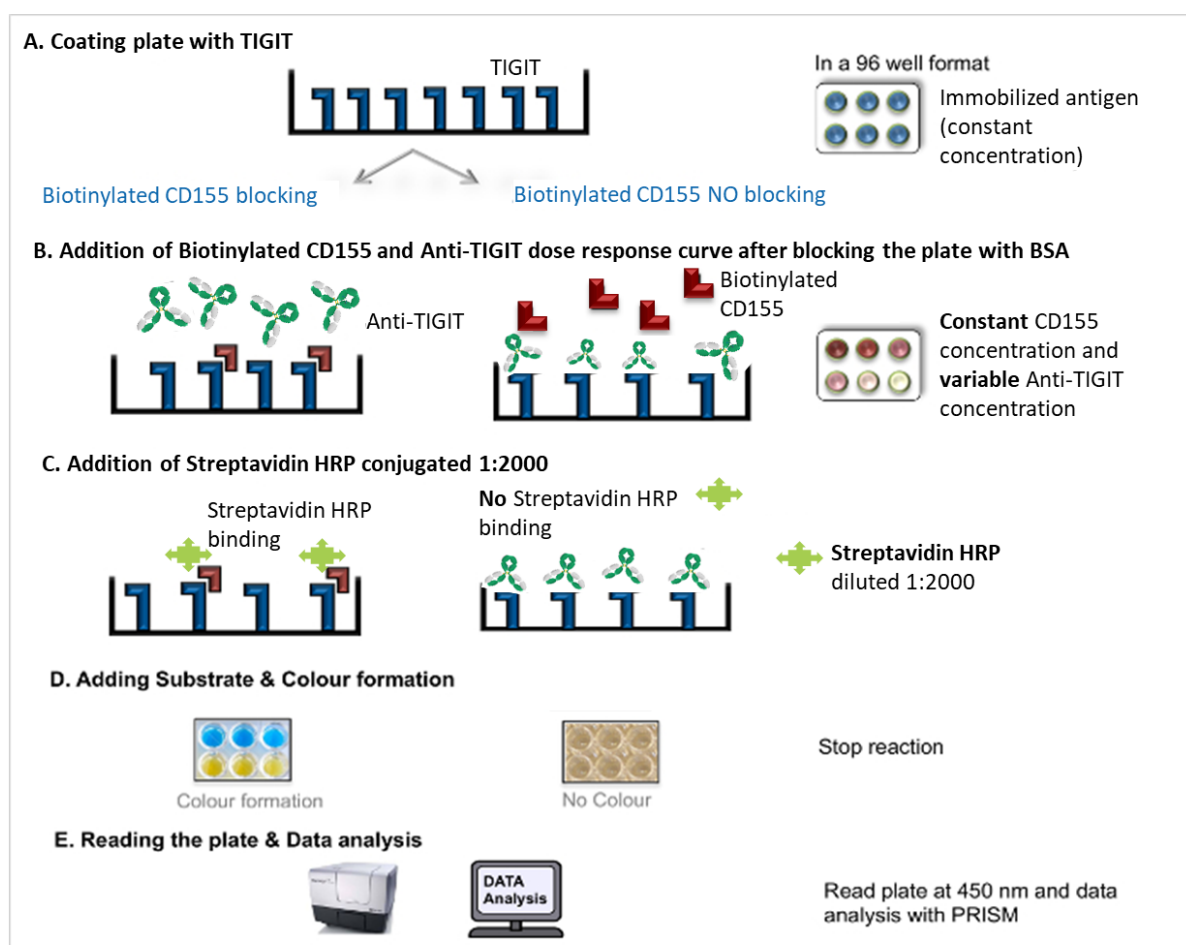 A. Coating plate with TIGIT
TIGIT
In a 96 well format
Immobilized antigen
(constant
concentration)
Biotinylated CD155 blocking
Biotinylated CD155 NO blocking
B. Addition of Biotinylated CD155 and Anti-TIGIT dose response curve after blocking the plate with BSA
Anti-TIGIT
Biotinylated
CD155
Constant CD155
concentration and
variable Anti-TIGIT
concentration
C. Addition of Streptavidin HRP conjugated 1:2000
Streptavidin HRP
binding
No Streptavidin HRP
binding
Streptavidin HRP
diluted 1:2000
D. Adding Substrate & Colour formation
Colour formation
No Colour
Stop reaction
E. Reading the plate & Data analysis
DATA
Analysis
Read plate at 450 nm and data
analysis with PRISM